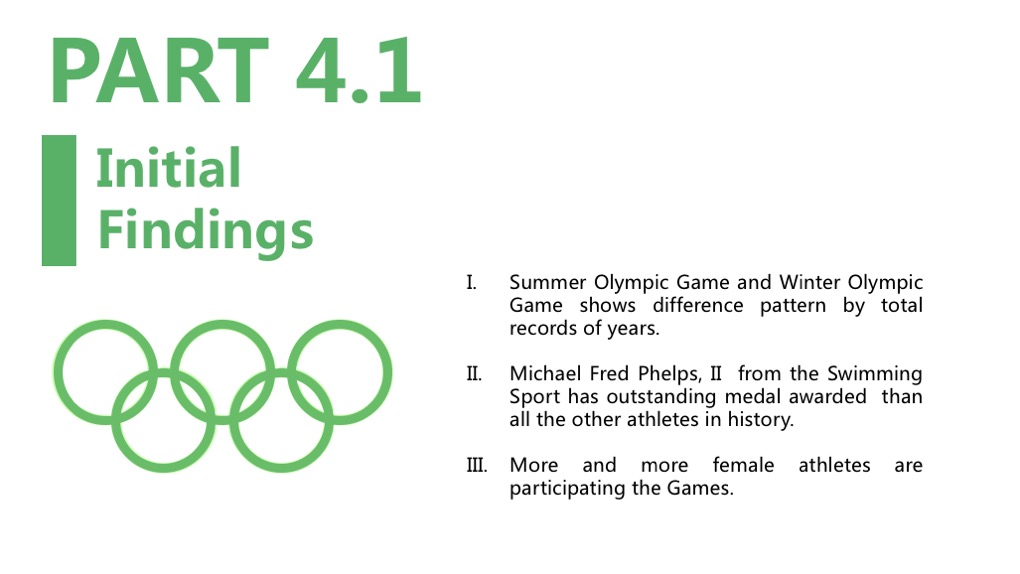 PART 4.1
Initial
Findings
I. Summer Olympic Game and Winter Olympic
Game shows difference pattern by total
records of years.
II. Michael Fred Phelps, II from the Swimming
Sport has outstanding medal awarded than
all the other athletes in history.
III. More and more female athletes are
participating the Games.